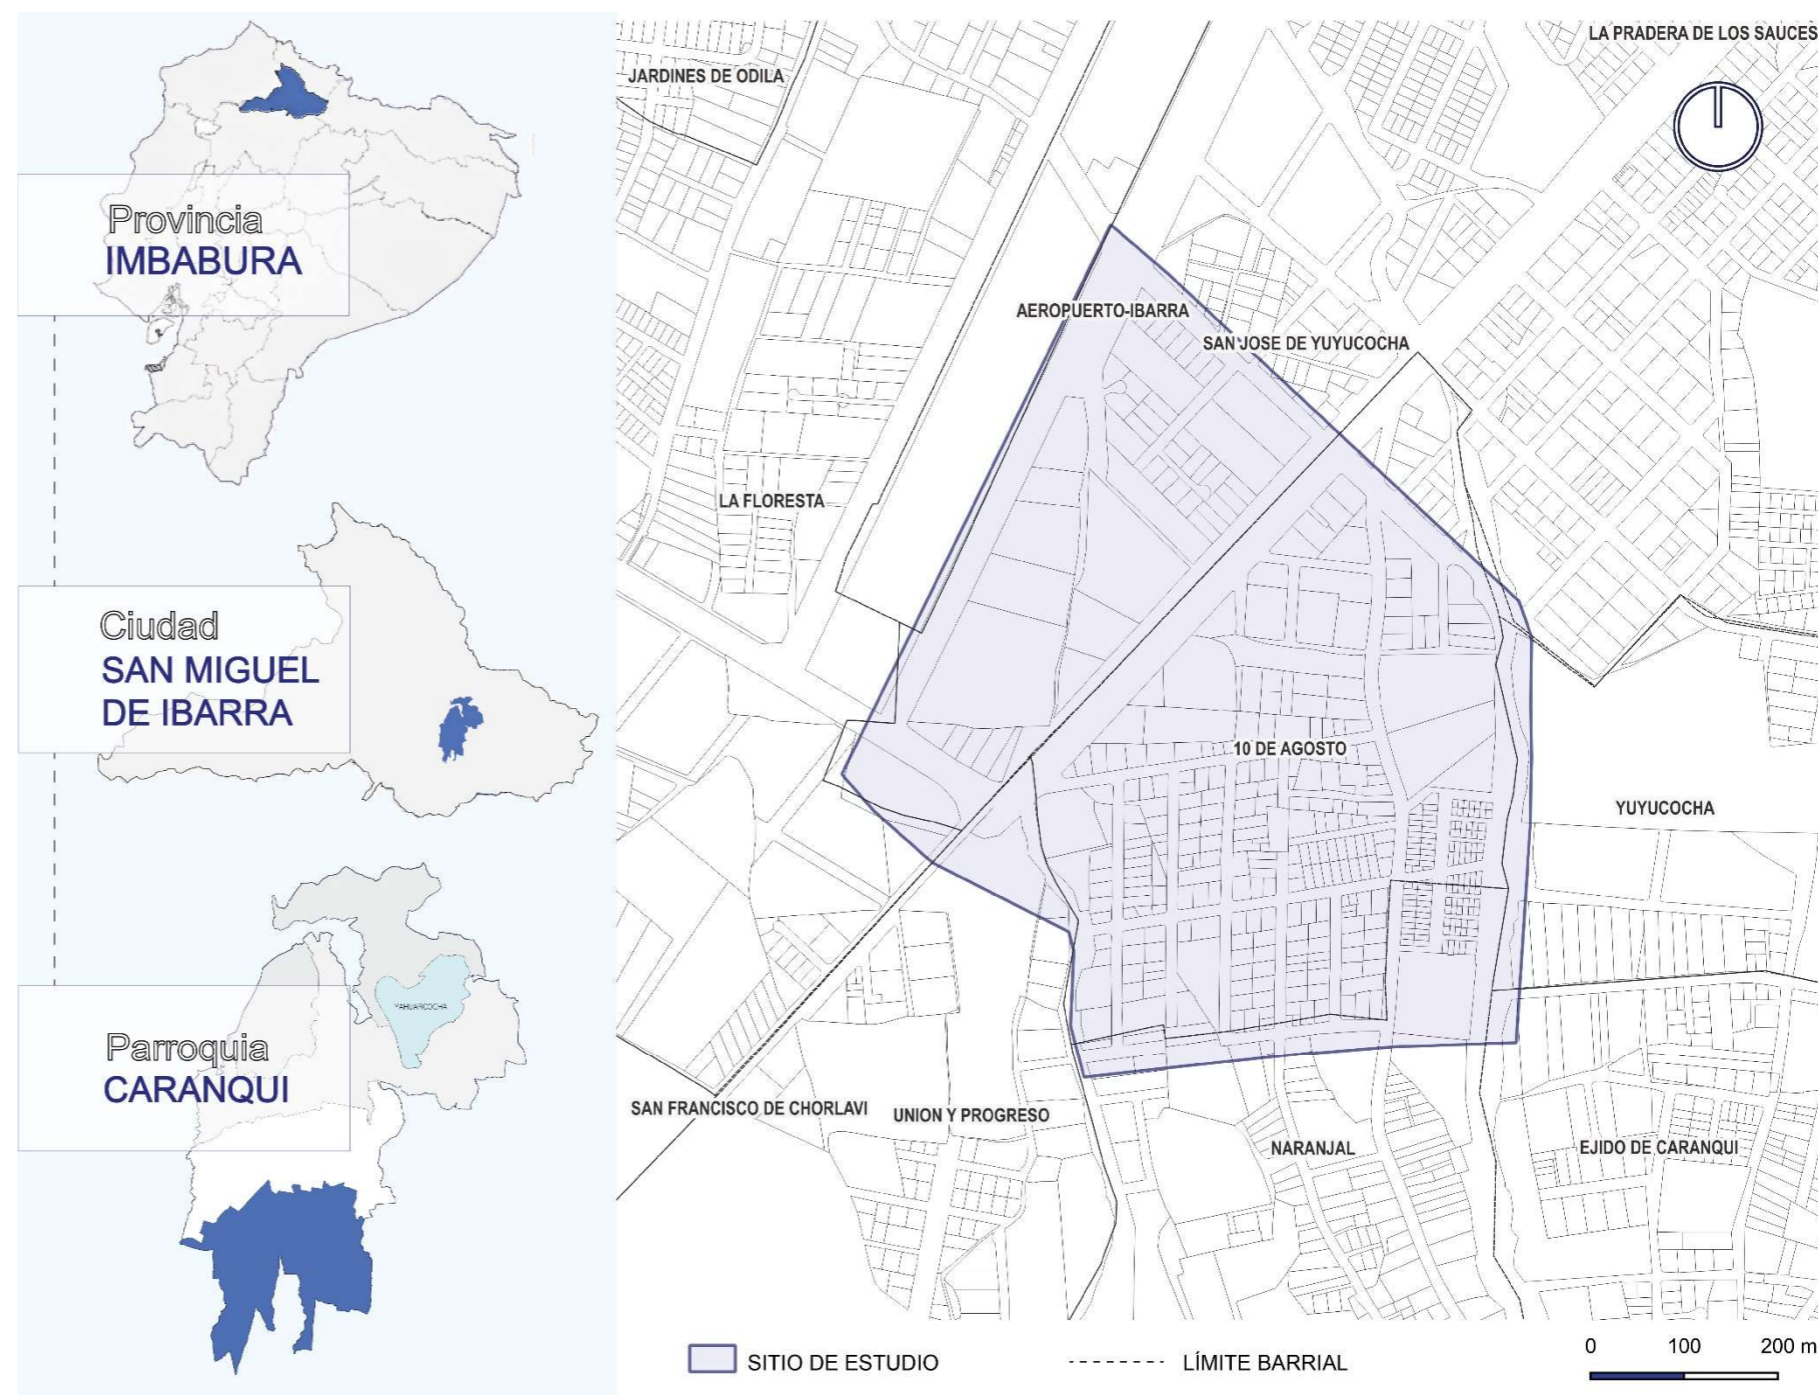 Provincia
IMBABURA
Ciudad
SAN MIGUEL
DE IBARRA
YAHUARCOCHA
Parroquia
CARANQUI
LA PRADERA DE LOS SAUCES
JARDINES DE ODILA
AEROPUERTO-IBARRA
SAN JOSE DE YUYUCOCHA
LA FLORESTA
10 DE AGOSTO
YUYUCOCHA
SAN FRANCISCO DE CHORLAVI
UNION Y PROGRESO
NARANJAL
EJIDO DE CARANQUI
SITIO DE ESTUDIO
LÍMITE BARRIAL
0 100 200 m